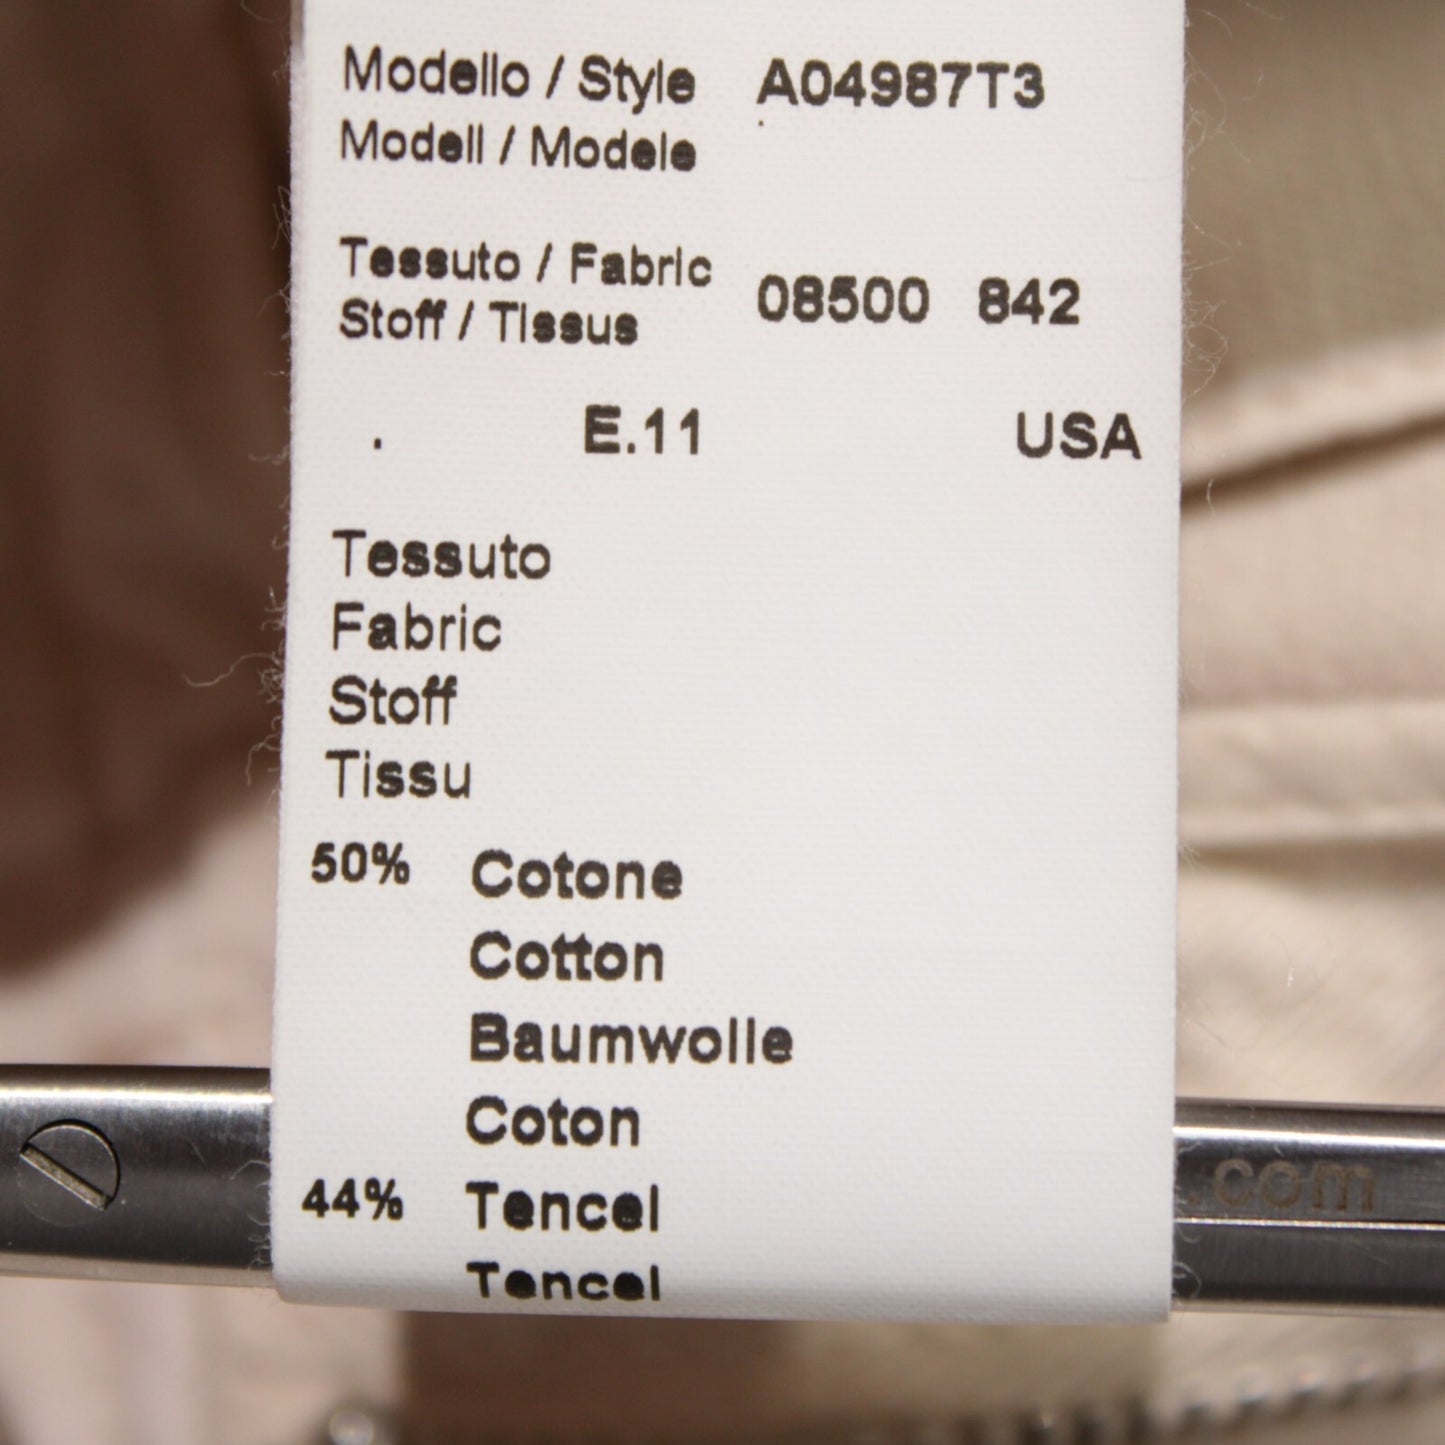 Modello / Style A04987T3
Modell / Modele
Tessuto / Fabric
Stoff / Tissus 08500 842
. E.11 USA
Tessuto
Fabric
Stoff
Tissu
50% Cotone
Cotton
Baumwolle
Coton
44% Tencel
Tencel
.com